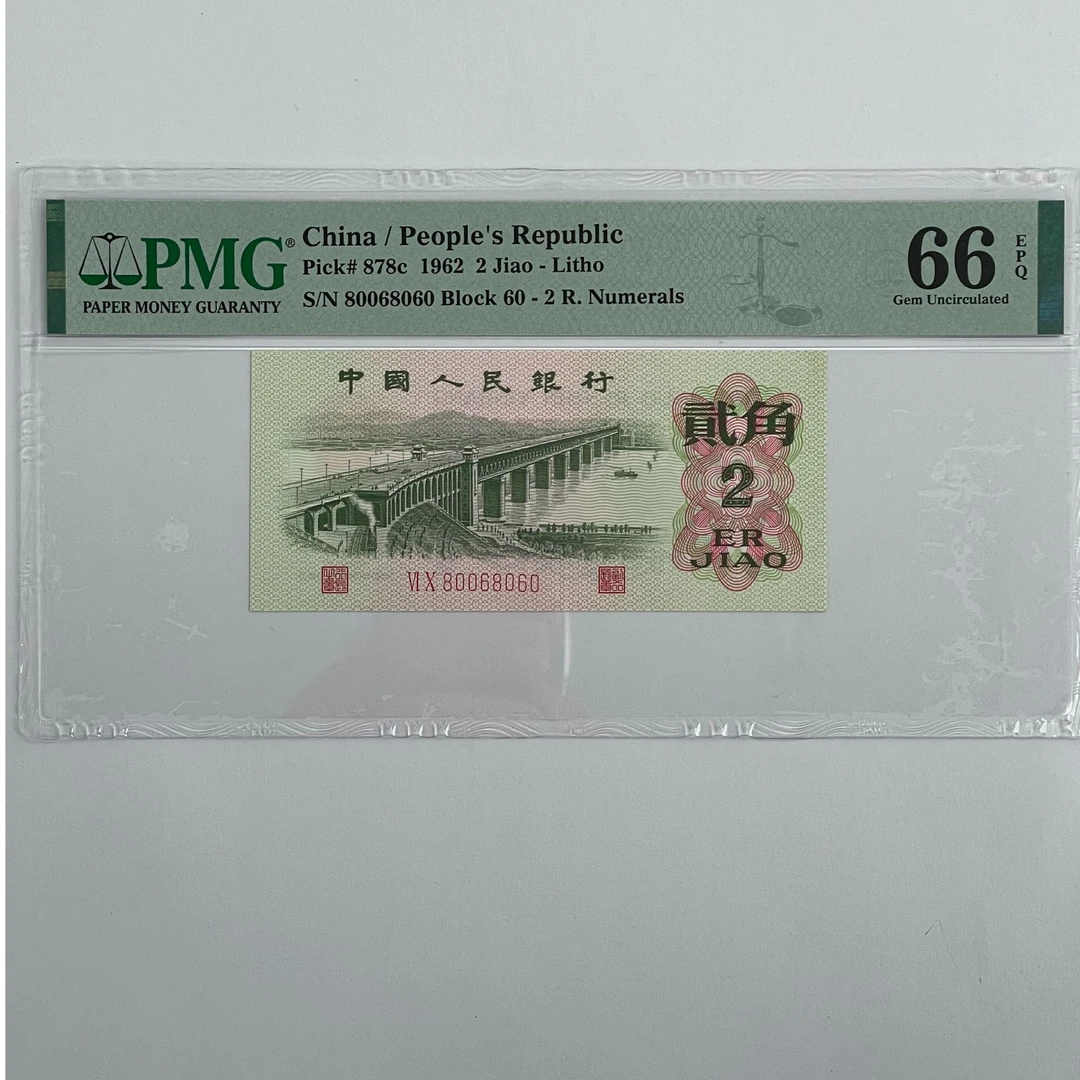 PMG®
PAPER MONEY GUARANTY
China / People's Republic
Pick# 878c 1962 2 Jiao - Litho
S/N 80068060 Block 60 - 2 R. Numerals
66
EPQ
Gem Uncirculated
中國人民銀行
貳角
2
ER
JIAO
VI X 80068060